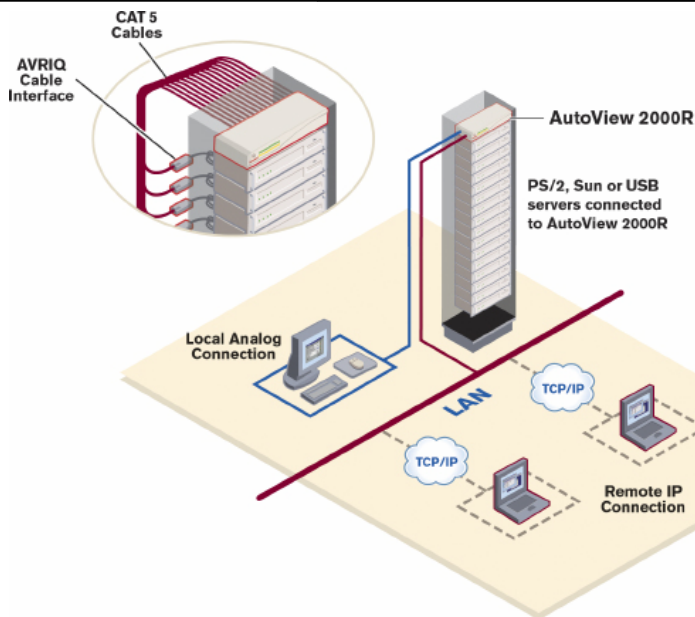 CAT 5
Cables
AVRIQ
Cable
Interface
AutoView 2000R
PS/2, Sun or USB
servers connected
to AutoView 2000R
Local Analog
Connection
LAN
TCP/IP
TCP/IP
Remote IP
Connection